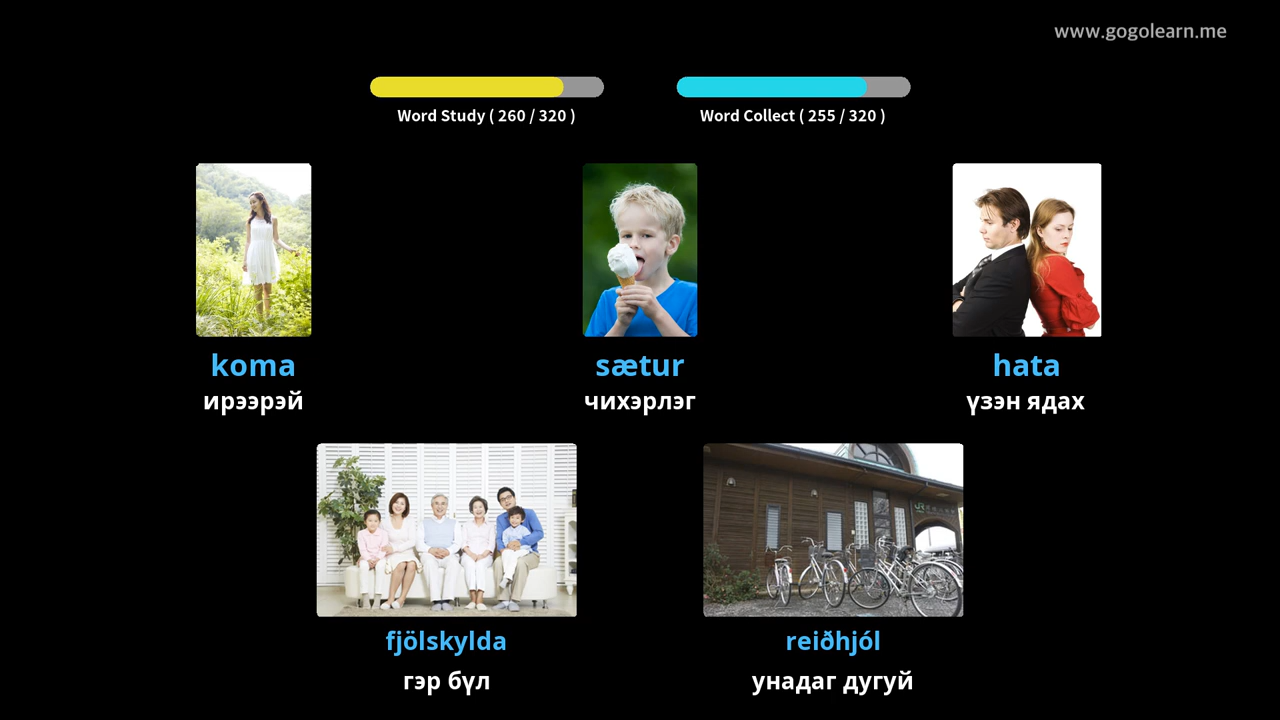 www.gogolearn.me
Word Study ( 260 / 320 )
Word Collect ( 255 / 320 )
koma
ирээрэй
sætur
чихэрлэг
hata
үзэн ядах
fjölskylda
гэр бүл
reiðhjól
унадаг дугуй